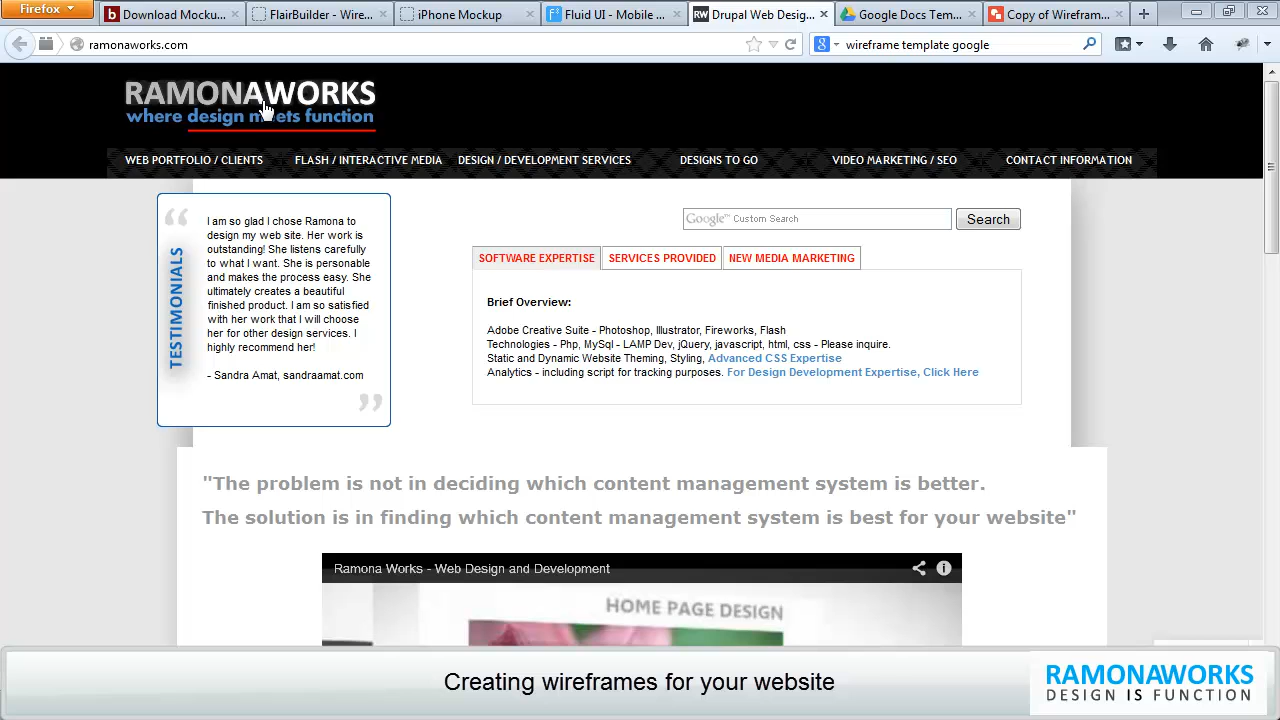 Firefox
Download Mocku...
FlairBuilder - Wire...
iPhone Mockup
Fluid UI - Mobile ...
Drupal Web Desig...
Google Docs Tem...
Copy of Wirefram...
ramonaworks.com
wireframe template google
RAMONAWORKS
where design meets function
WEB PORTFOLIO / CLIENTS
FLASH / INTERACTIVE MEDIA
DESIGN / DEVELOPMENT SERVICES
DESIGNS TO GO
VIDEO MARKETING / SEO
CONTACT INFORMATION
TESTIMONIALS
I am so glad I chose Ramona to
design my web site. Her work is
outstanding! She listens carefully
to what I want. She is personable
and makes the process easy. She
ultimately creates a beautiful
finished product. I am so satisfied
with her work that I will choose
her for other design services. I
highly recommend her!
- Sandra Amat, sandraamat.com
Google™ Custom Search
Search
SOFTWARE EXPERTISE
SERVICES PROVIDED
NEW MEDIA MARKETING
Brief Overview:
Adobe Creative Suite - Photoshop, Illustrator, Fireworks, Flash
Technologies - Php, MySql - LAMP Dev, jQuery, javascript, html, css - Please inquire.
Static and Dynamic Website Theming, Styling, Advanced CSS Expertise
Analytics - including script for tracking purposes. For Design Development Expertise, Click Here
"The problem is not in deciding which content management system is better.
The solution is in finding which content management system is best for your website"
Ramona Works - Web Design and Development
HOME PAGE DESIGN
Creating wireframes for your website
RAMONAWORKS
DESIGN IS FUNCTION